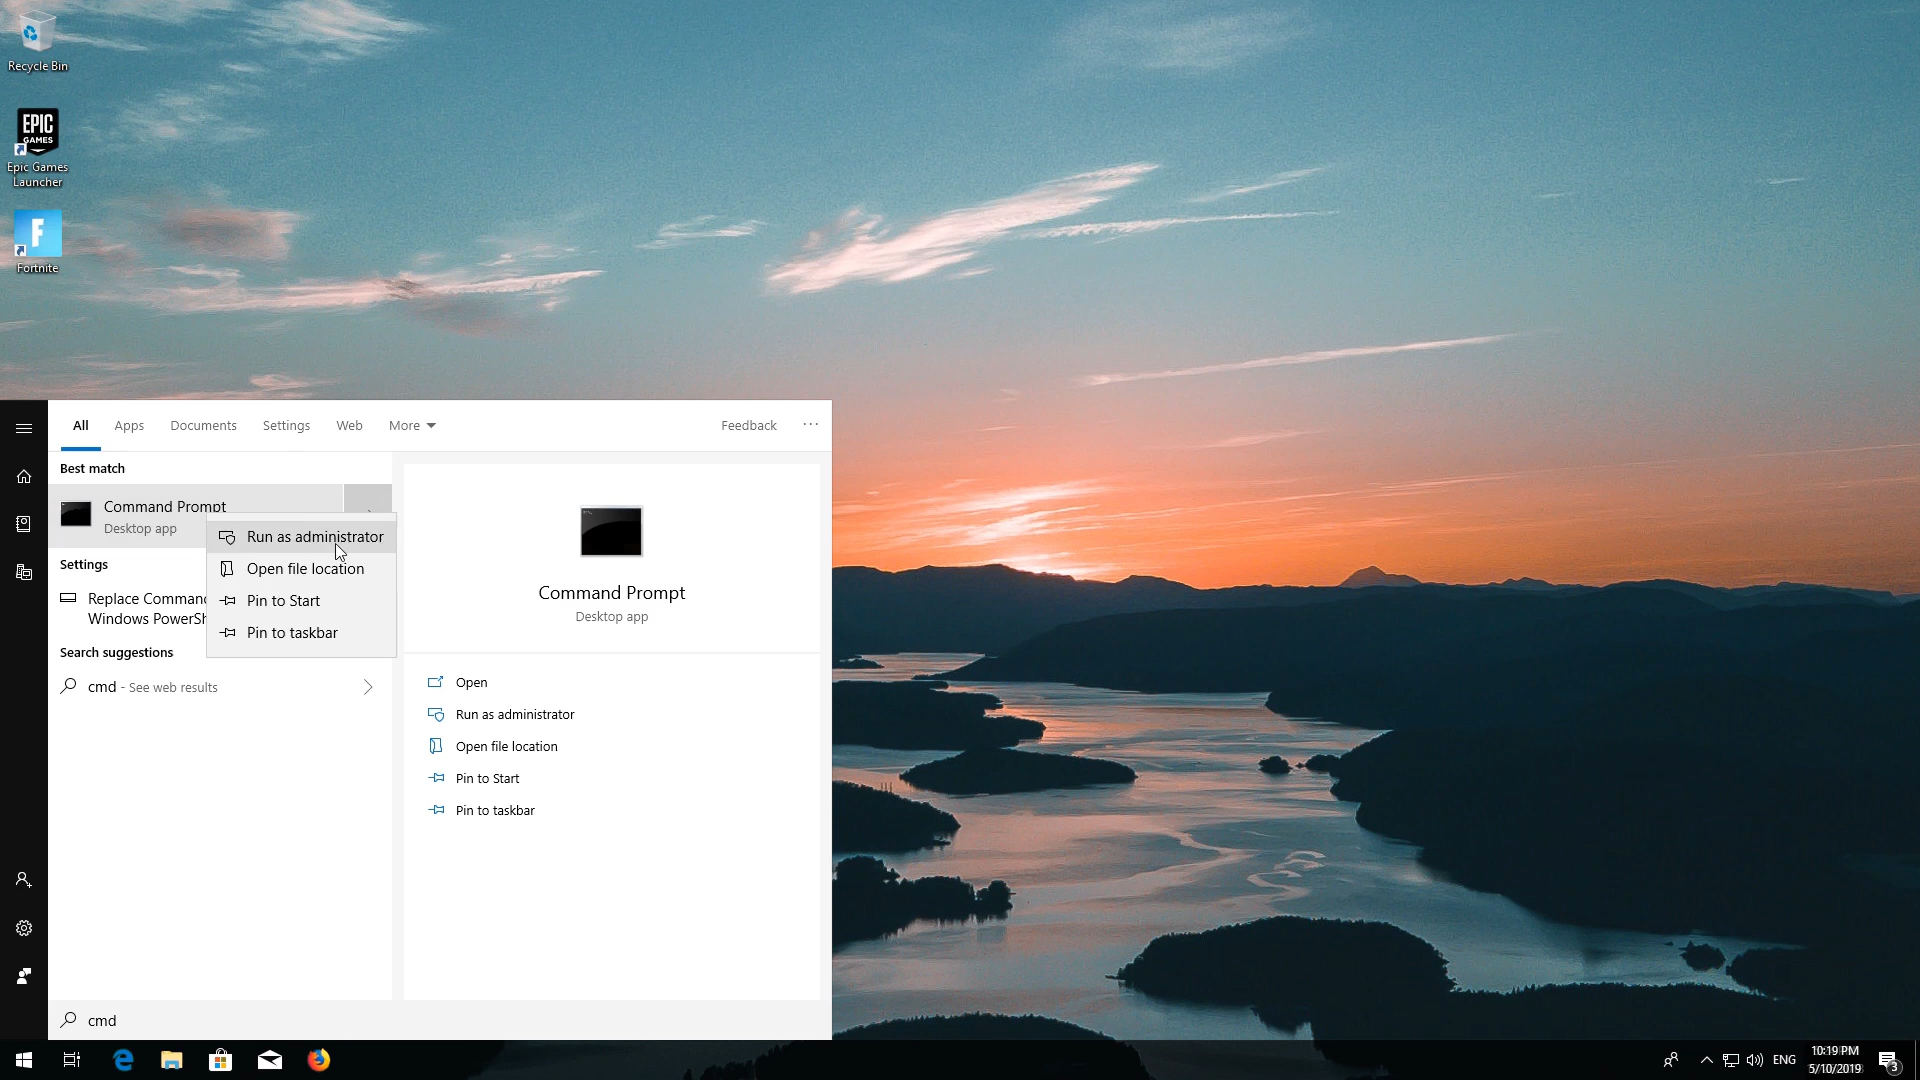 Recycle Bin
EPIC
GAMES
Epic Games
Launcher
F
Fortnite
All Apps Documents Settings Web More Feedback ...
Best match
Command Prompt
Desktop app
Run as administrator
Open file location
Pin to Start
Pin to taskbar
Settings
Replace Command
Windows PowerSh
Search suggestions
cmd - See web results
Command Prompt
Desktop app
Open
Run as administrator
Open file location
Pin to Start
Pin to taskbar
cmd
ENG
10:19 PM
5/10/2019
3